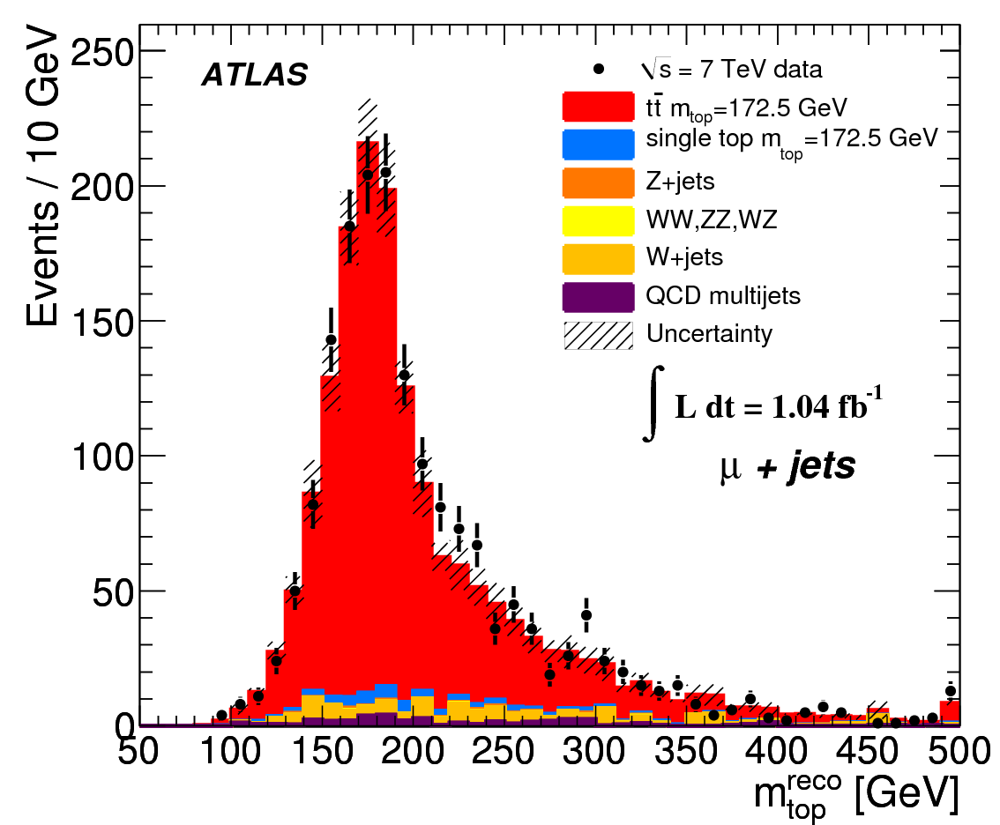 Events / 10 GeV
250
200
150
100
50
0
ATLAS
√s = 7 TeV data
tt̄ m_top=172.5 GeV
single top m_top=172.5 GeV
Z+jets
WW,ZZ,WZ
W+jets
QCD multijets
Uncertainty
∫ L dt = 1.04 fb⁻¹
μ + jets
50 100 150 200 250 300 350 400 450 500
m_top^reco [GeV]